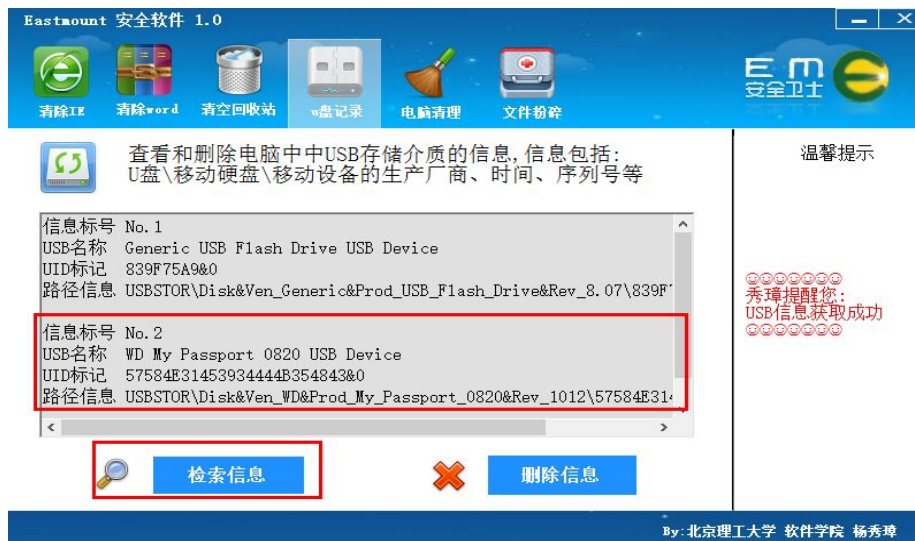 Eastmount 安全软件 1.0
清除IE 清除word 清空回收站 u盘记录 电脑清理 文件粉碎
EM
安全卫士
查看和删除电脑中中USB存储介质的信息,信息包括:
U盘\移动硬盘\移动设备的生产厂商、时间、序列号等
温馨提示
信息标号 No.1
USB名称 Generic USB Flash Drive USB Device
UID标记 839F75A9&0
路径信息 USBSTOR\Disk&Ven_Generic&Prod_USB_Flash_Drive&Rev_8.07\839F
信息标号 No.2
USB名称 WD My Passport 0820 USB Device
UID标记 57584E31453934444B354843&0
路径信息 USBSTOR\Disk&Ven_WD&Prod_My_Passport_0820&Rev_1012\57584E31
☺☺☺☺☺☺☺
秀璋提醒您:
USB信息获取成功
☺☺☺☺☺☺☺
检索信息 删除信息
By:北京理工大学 软件学院 杨秀璋